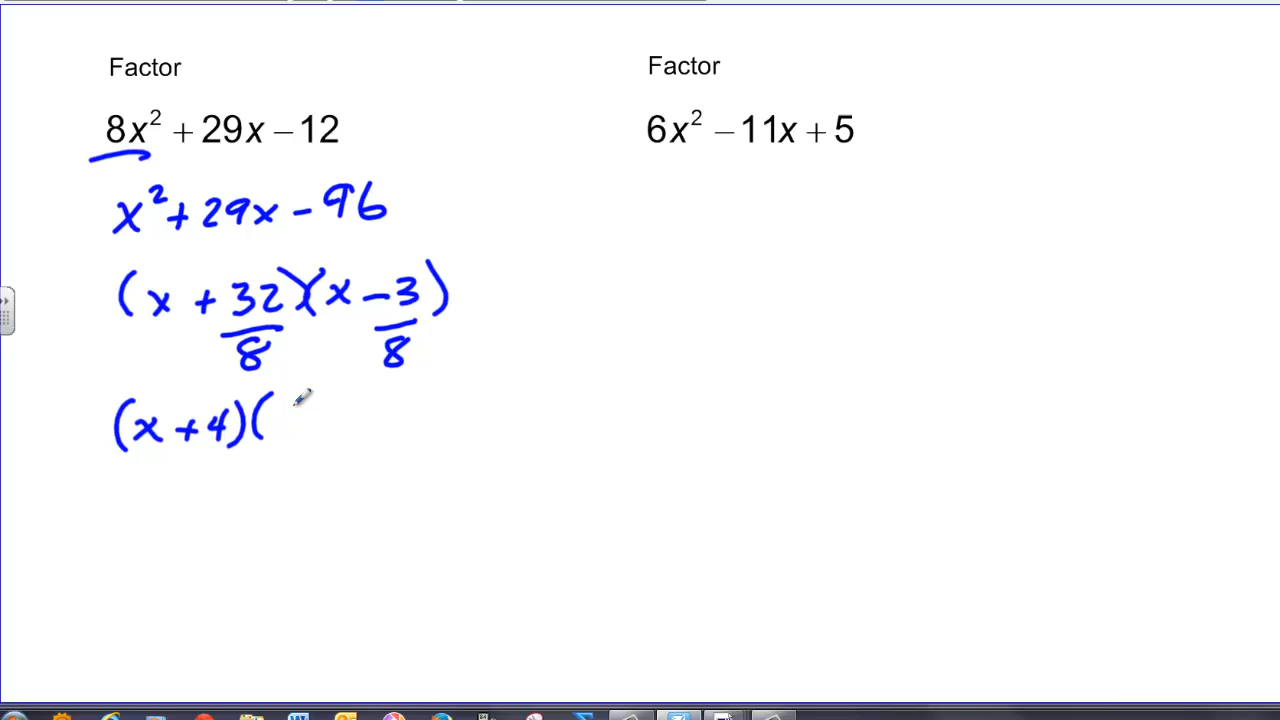 Factor
8x² + 29x − 12
x² + 29x - 96
(x + 32/8)(x - 3/8)
(x + 4)(
Factor
6x² − 11x + 5